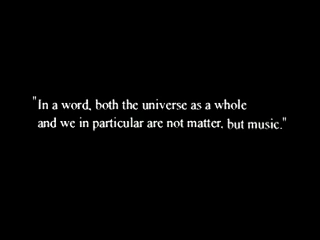 "In a word, both the universe as a whole
and we in particular are not matter, but music."